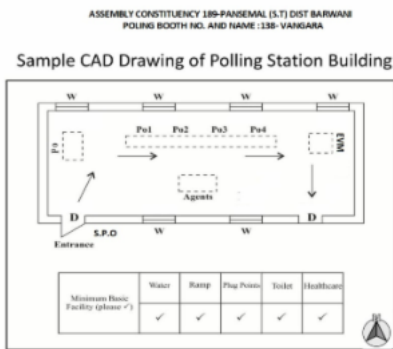 ASSEMBLY CONSTITUENCY 189-PANSEMAL (S.T) DIST BARWANI
POLING BOOTH NO. AND NAME :138- VANGARA
Sample CAD Drawing of Polling Station Building
W W W W
Po1 Po2 Po3 Po4
Po
EVM
Agents
D D
S.P.O
Entrance
W W
Water Ramp Plug Points Toilet Healthcare
Minimum Basic
Facility (please ✓) ✓ ✓ ✓ ✓ ✓